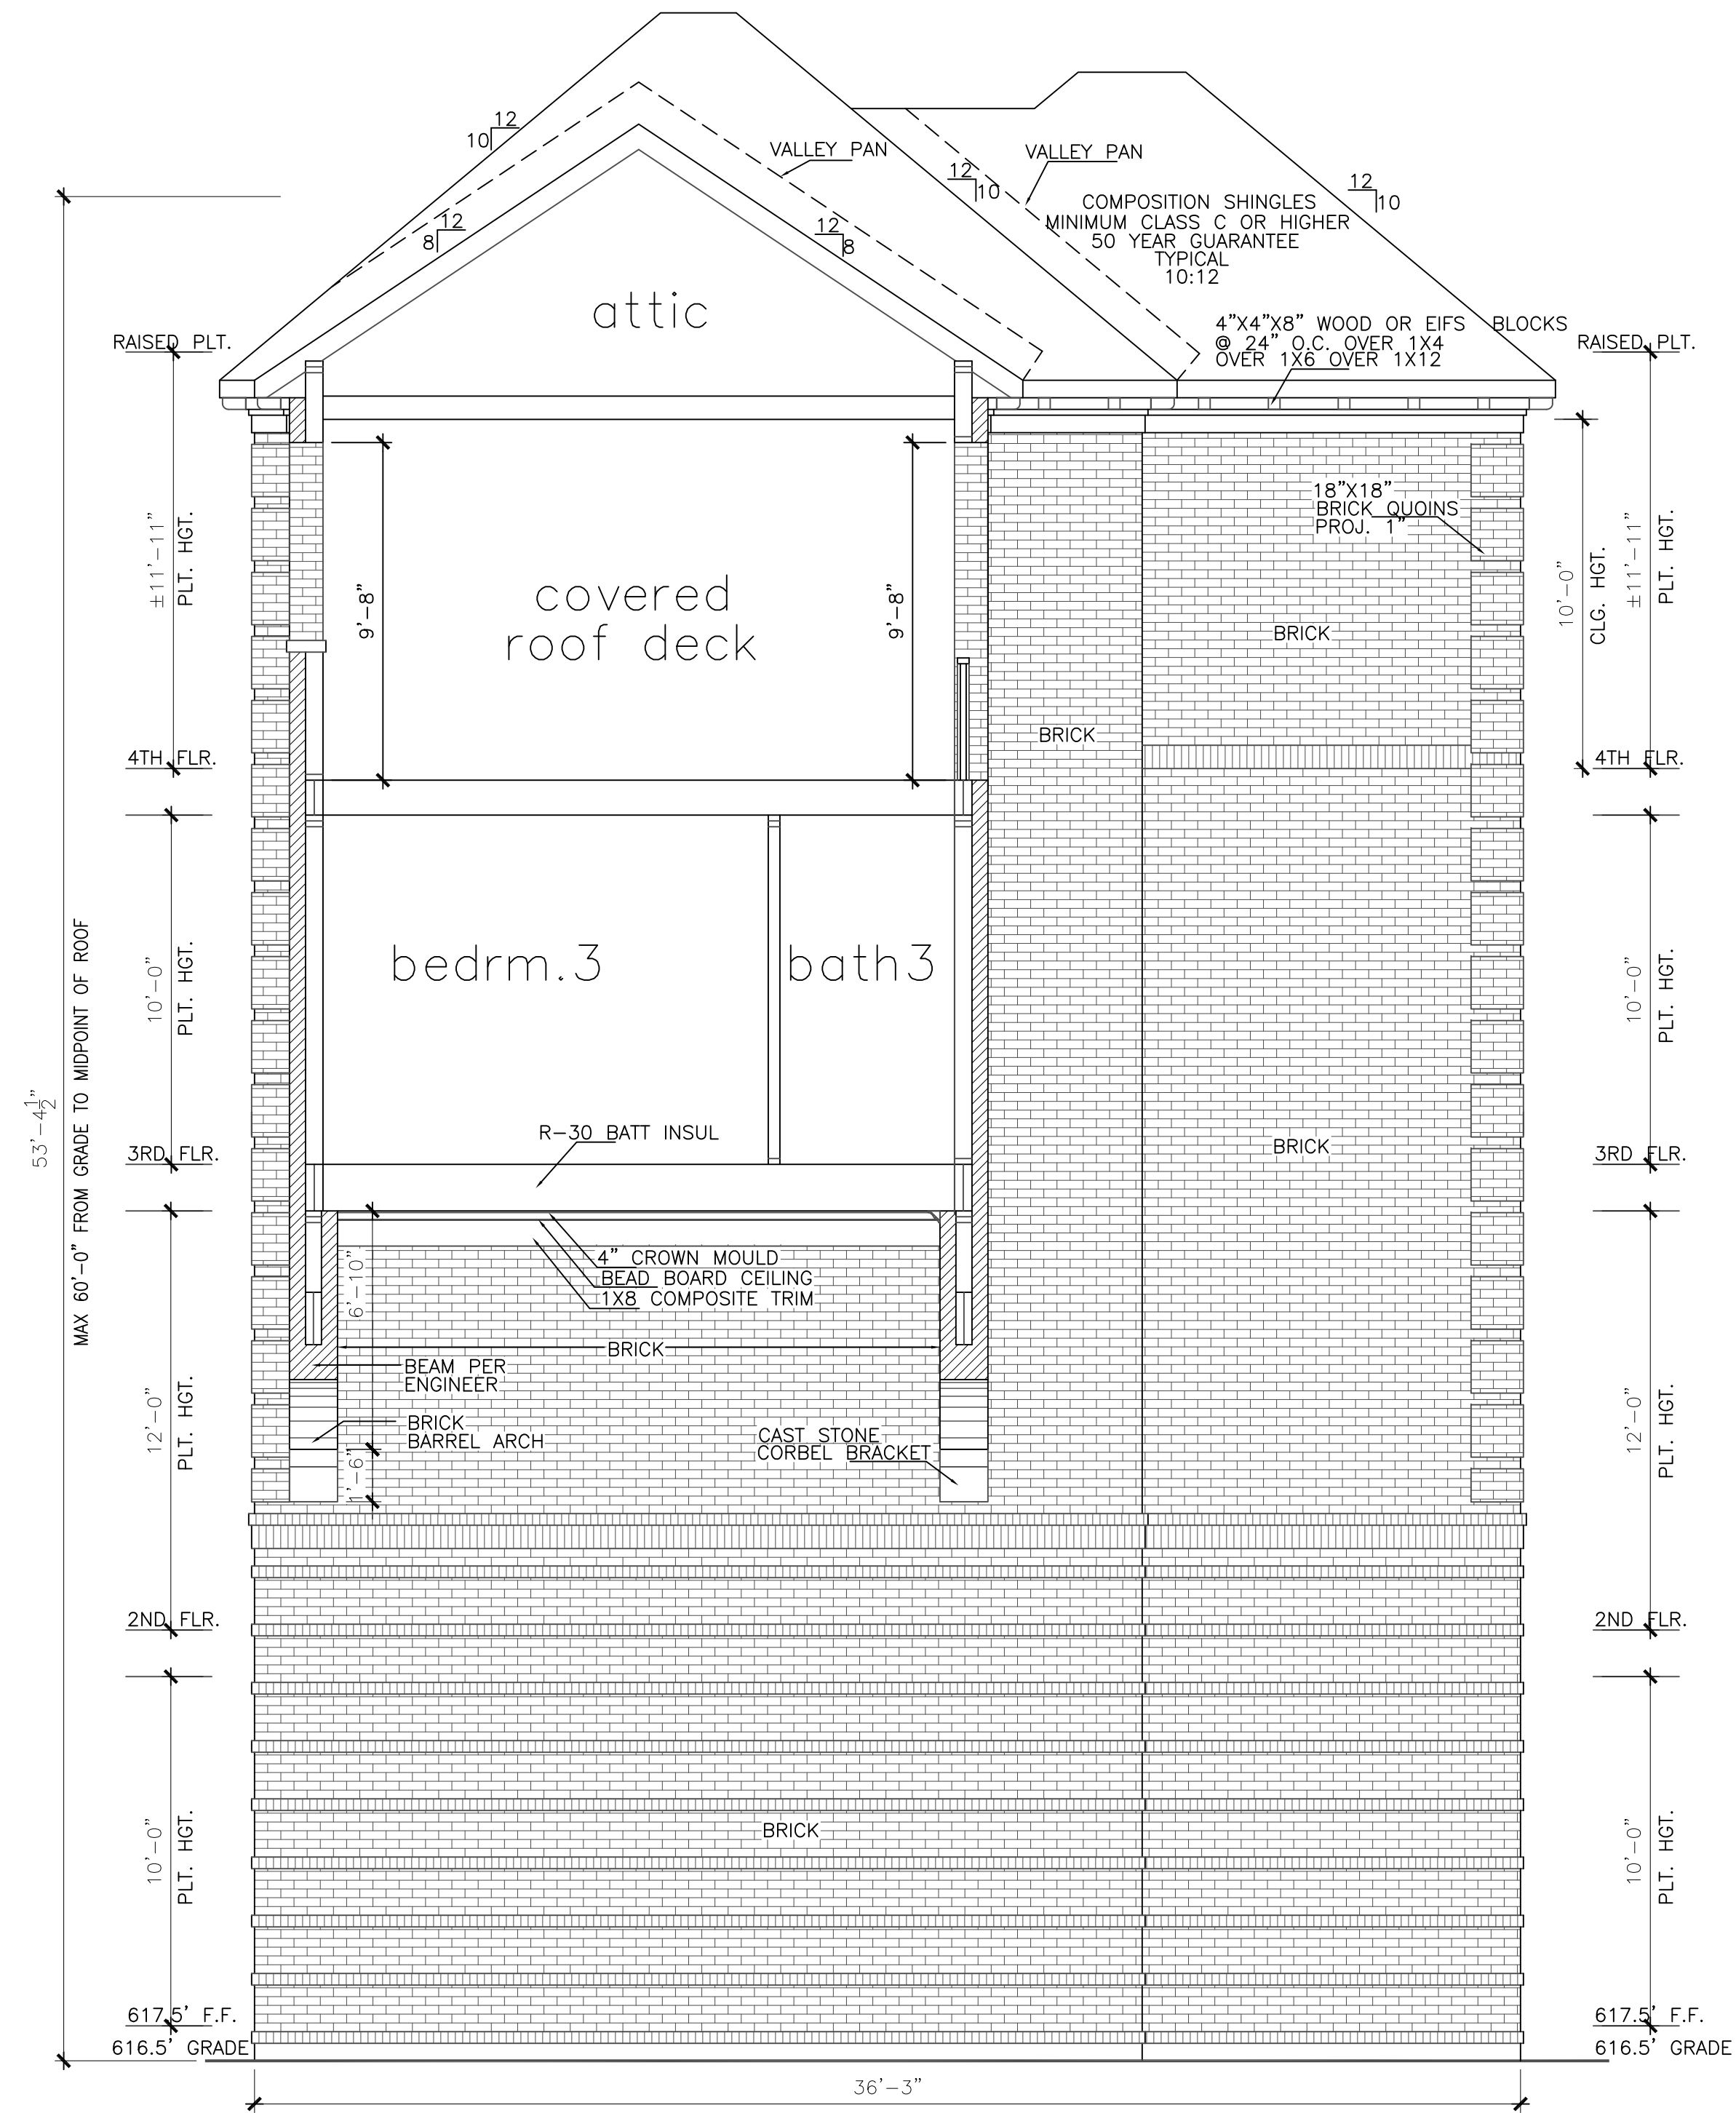 12
10
VALLEY PAN
VALLEY PAN
12
10
12
10
COMPOSITION SHINGLES
MINIMUM CLASS C OR HIGHER
50 YEAR GUARANTEE
TYPICAL
10:12
12
8
12
8
attic
4"X4"X8" WOOD OR EIFS BLOCKS
@ 24" O.C. OVER 1X4
OVER 1X6 OVER 1X12
RAISED PLT.
RAISED PLT.
±11'-11"
PLT. HGT.
9'-8"
covered
roof deck
9'-8"
18"X18"
BRICK QUOINS
PROJ. 1"
BRICK
10'-0"
CLG. HGT.
±11'-11"
PLT. HGT.
BRICK
4TH FLR.
4TH FLR.
53'-4 1/2"
MAX 60'-0" FROM GRADE TO MIDPOINT OF ROOF
10'-0"
PLT. HGT.
bedrm.3
bath3
10'-0"
PLT. HGT.
R-30 BATT INSUL
BRICK
3RD FLR.
3RD FLR.
6'-10"
4" CROWN MOULD
BEAD BOARD CEILING
1X8 COMPOSITE TRIM
BRICK
BEAM PER
ENGINEER
12'-0"
PLT. HGT.
BRICK
BARREL ARCH
CAST STONE
CORBEL BRACKET
1'-6"
12'-0"
PLT. HGT.
2ND FLR.
2ND FLR.
10'-0"
PLT. HGT.
BRICK
10'-0"
PLT. HGT.
617.5' F.F.
617.5' F.F.
616.5' GRADE
616.5' GRADE
36'-3"